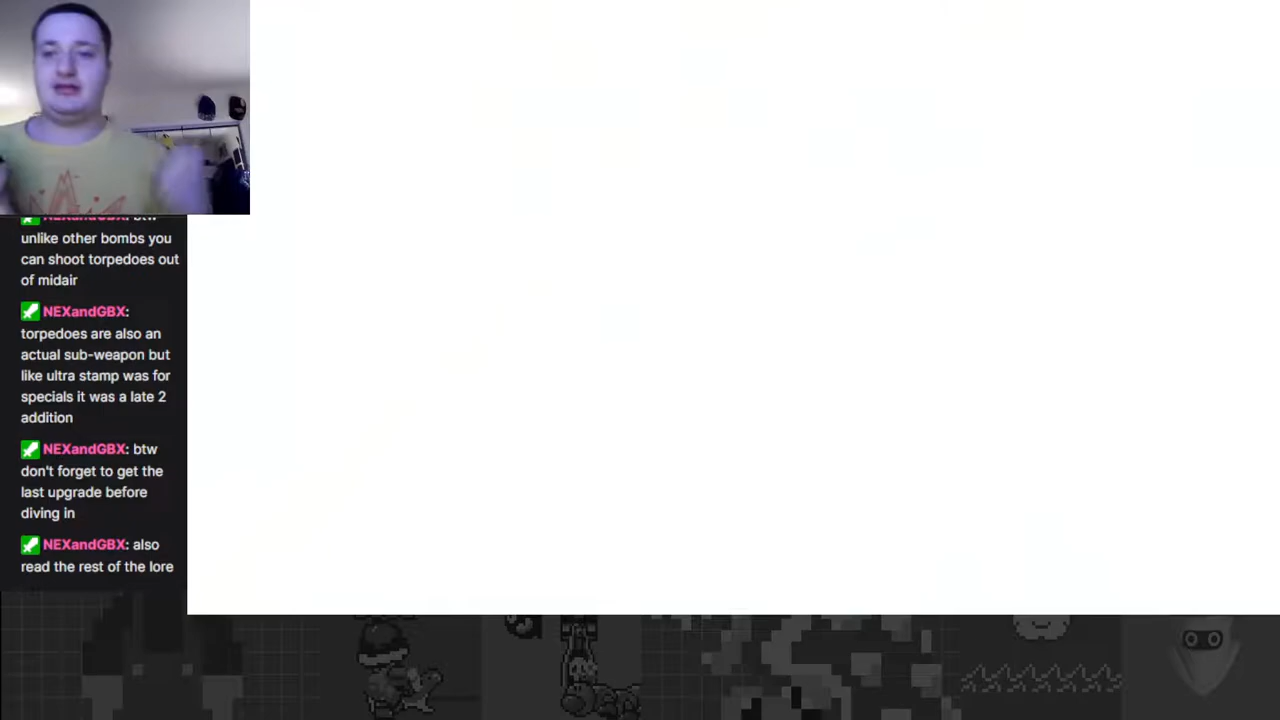 NEXandGBX: btw
unlike other bombs you
can shoot torpedoes out
of midair
NEXandGBX:
torpedoes are also an
actual sub-weapon but
like ultra stamp was for
specials it was a late 2
addition
NEXandGBX: btw
don't forget to get the
last upgrade before
diving in
NEXandGBX: also
read the rest of the lore